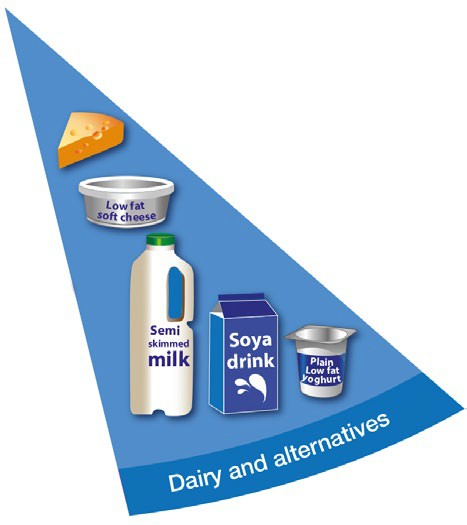 Low fat
soft cheese
Semi
skimmed
milk
Soya
drink
Plain
Low fat
yoghurt
Dairy and alternatives